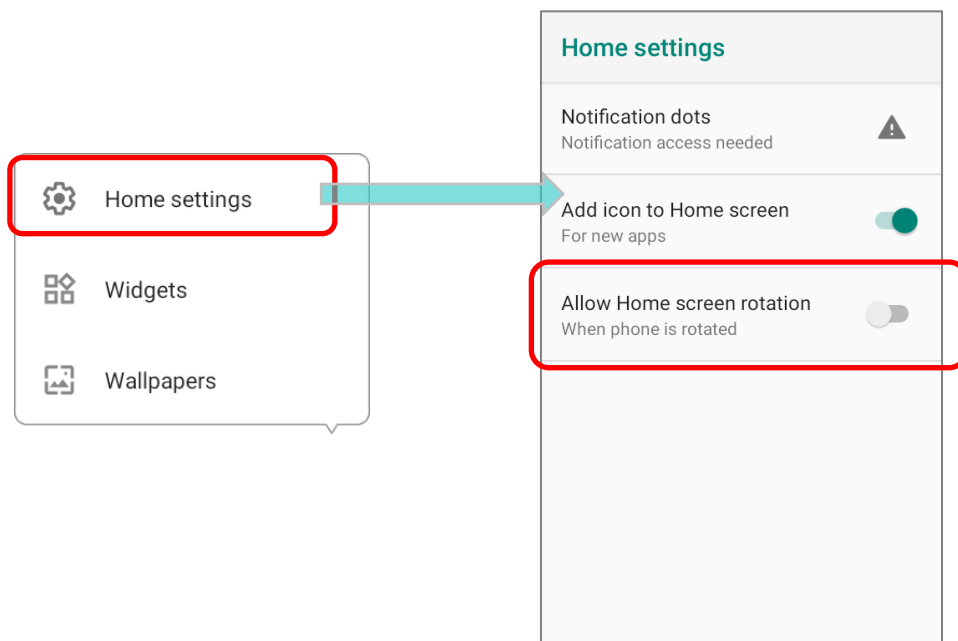 Home settings
Widgets
Wallpapers
Home settings
Notification dots
Notification access needed
Add icon to Home screen
For new apps
Allow Home screen rotation
When phone is rotated